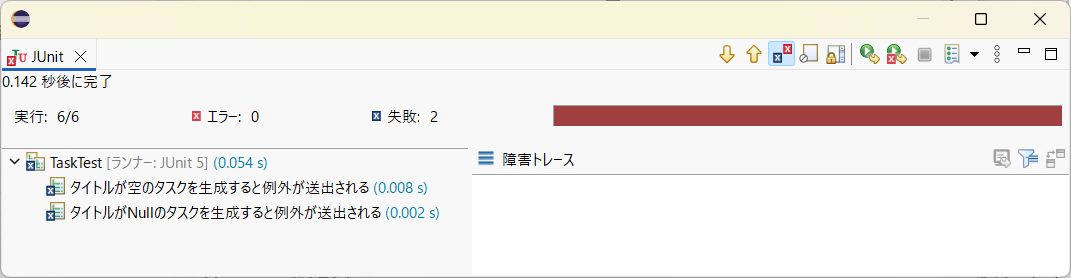 JUnit
0.142 秒後に完了
実行: 6/6 エラー: 0 失敗: 2
TaskTest [ランナー: JUnit 5] (0.054 s)
タイトルが空のタスクを生成すると例外が送出される (0.008 s)
タイトルがNullのタスクを生成すると例外が送出される (0.002 s)
障害トレース